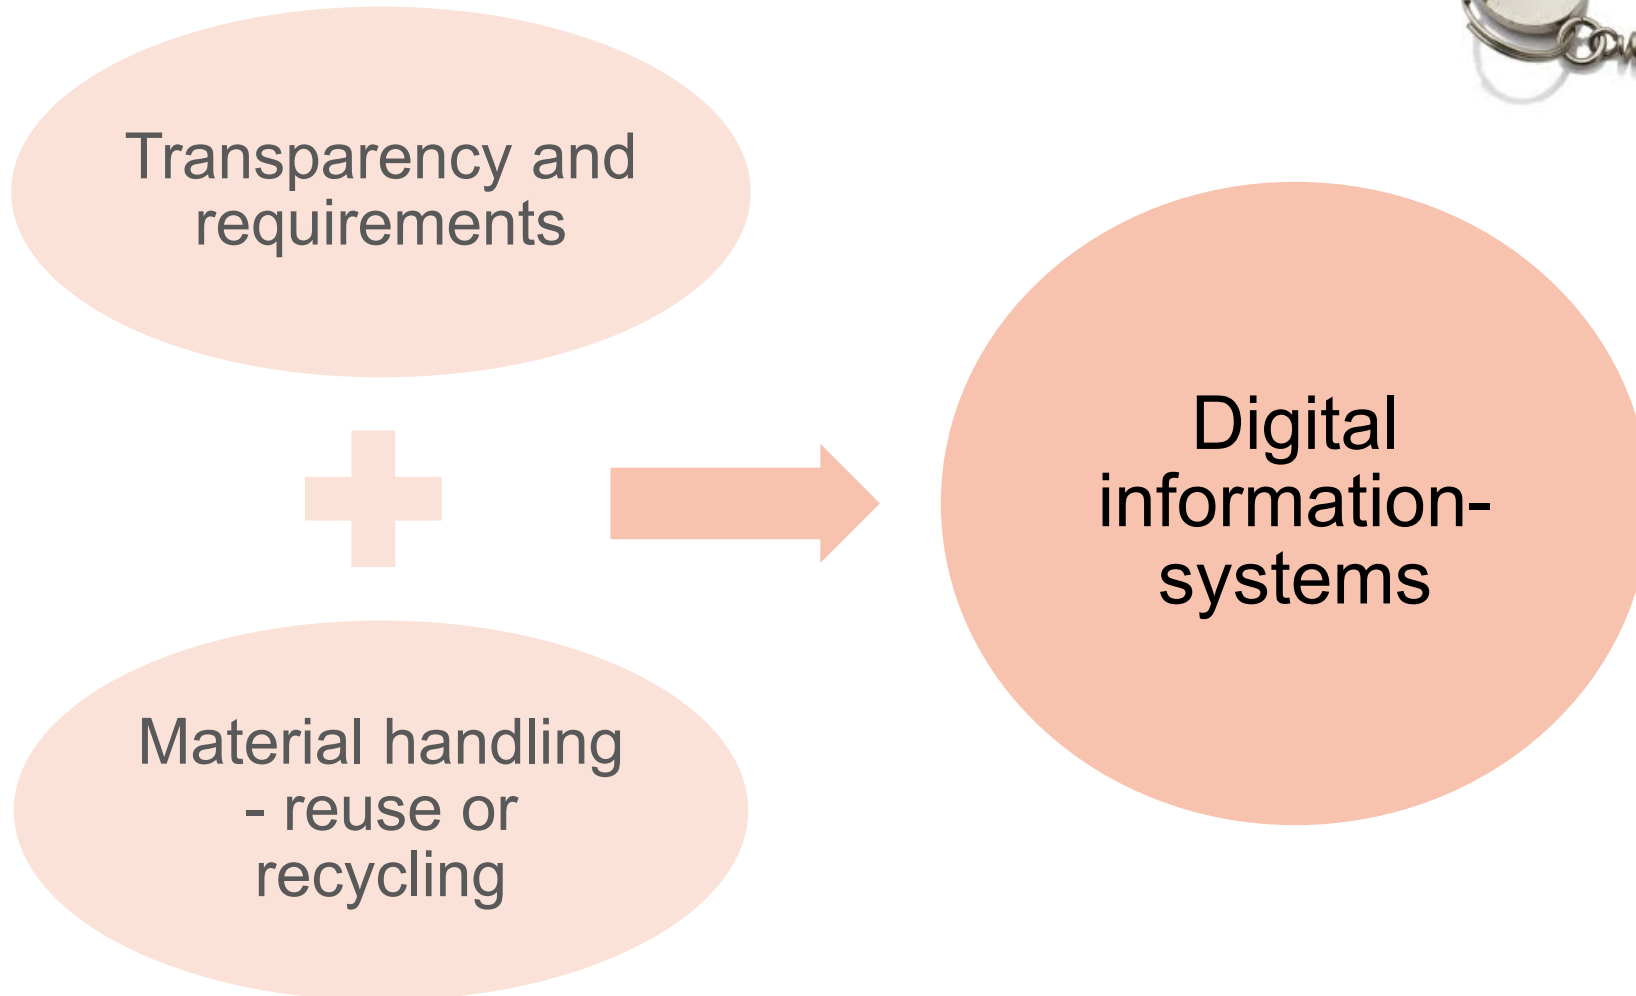 Transparency and
requirements
Material handling
- reuse or
recycling
Digital
information-
systems